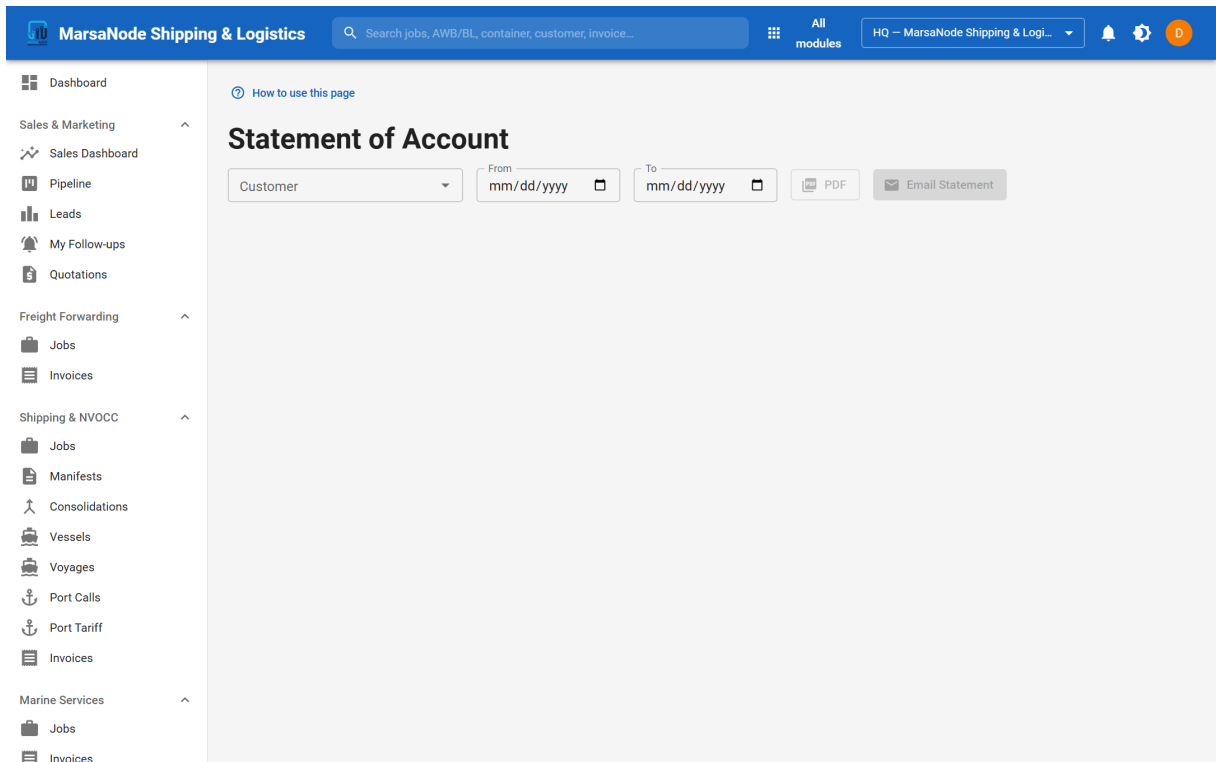 MarsaNode Shipping & Logistics
Search jobs, AWB/BL, container, customer, invoice...
All
modules
HQ — MarsaNode Shipping & Logi...
D
Dashboard
Sales & Marketing
Sales Dashboard
Pipeline
Leads
My Follow-ups
Quotations
Freight Forwarding
Jobs
Invoices
Shipping & NVOCC
Jobs
Manifests
Consolidations
Vessels
Voyages
Port Calls
Port Tariff
Invoices
Marine Services
Jobs
Invoices
How to use this page
Statement of Account
Customer
From
mm/dd/yyyy
To
mm/dd/yyyy
PDF
Email Statement